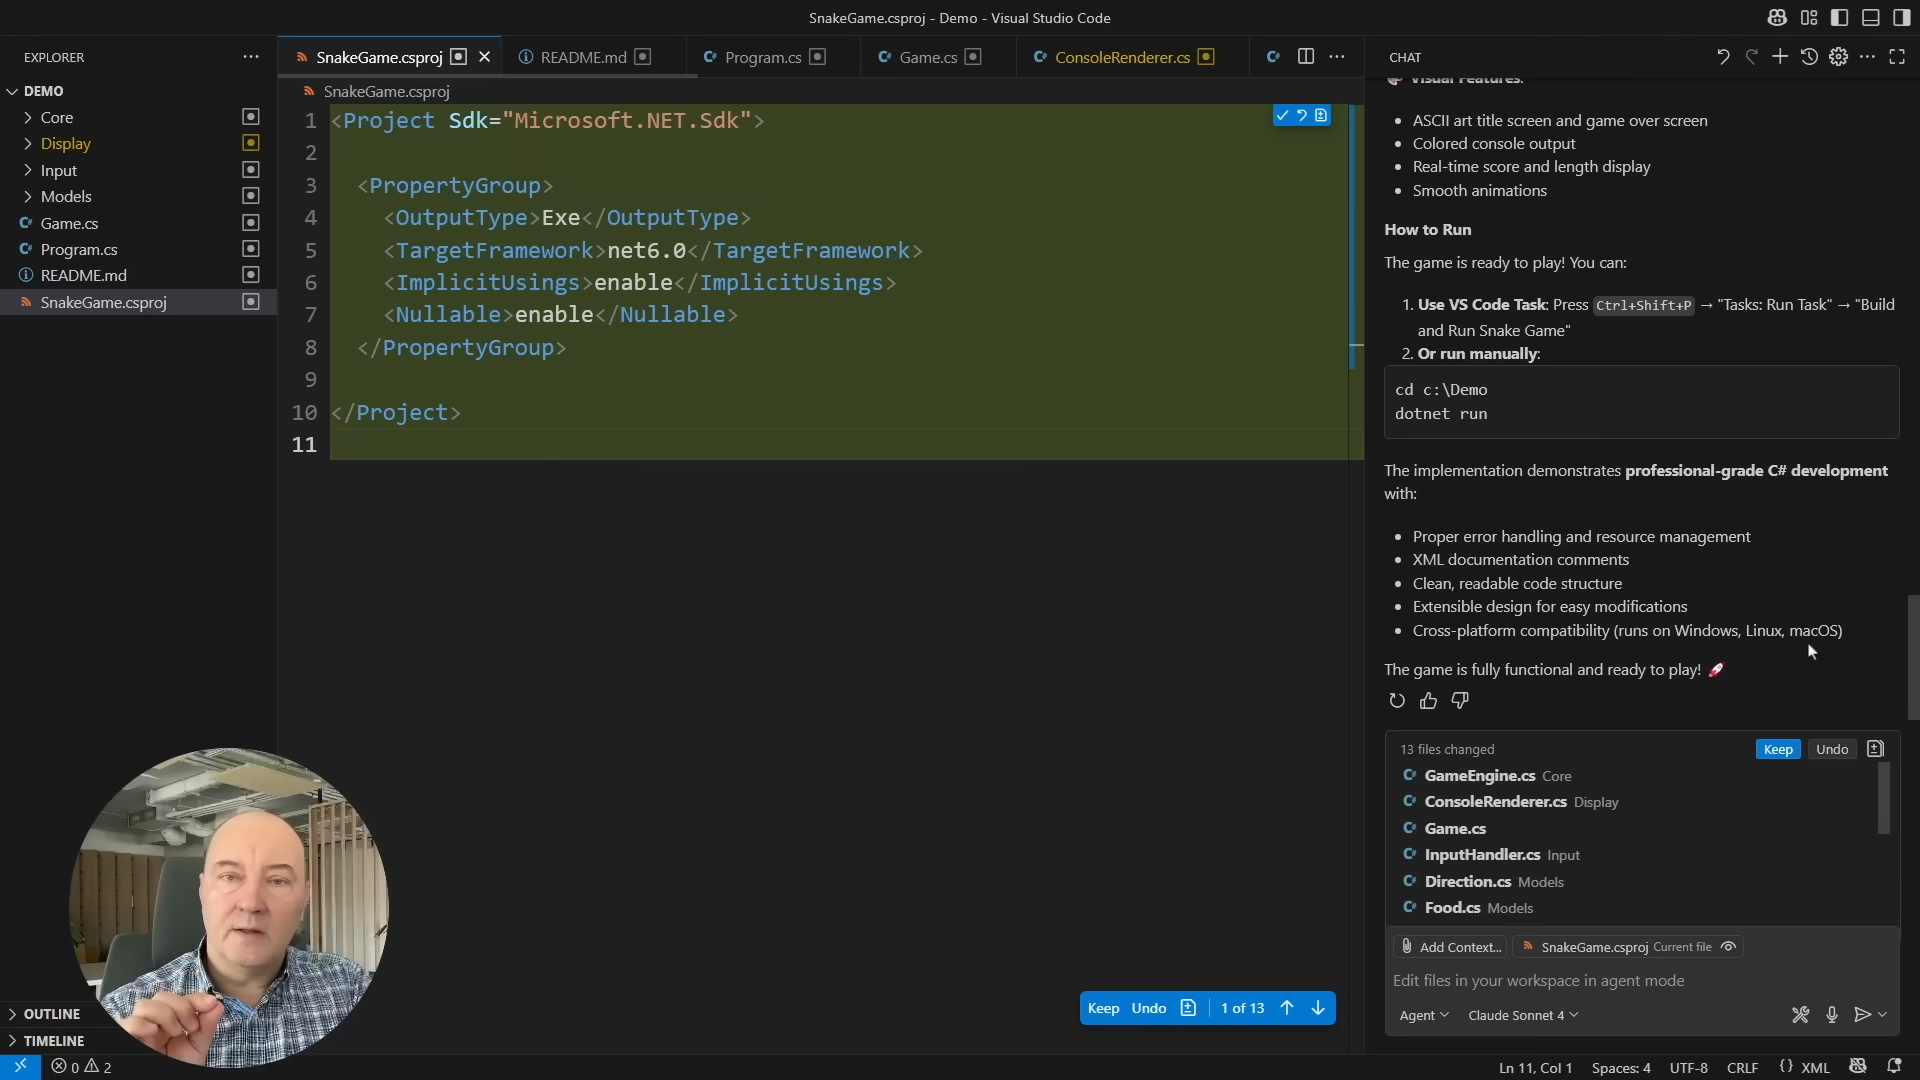 SnakeGame.csproj - Demo - Visual Studio Code
EXPLORER
DEMO
Core
Display
Input
Models
Game.cs
Program.cs
README.md
SnakeGame.csproj
OUTLINE
TIMELINE
SnakeGame.csproj
README.md
Program.cs
Game.cs
ConsoleRenderer.cs
SnakeGame.csproj
1 <Project Sdk="Microsoft.NET.Sdk">
2
3 <PropertyGroup>
4 <OutputType>Exe</OutputType>
5 <TargetFramework>net6.0</TargetFramework>
6 <ImplicitUsings>enable</ImplicitUsings>
7 <Nullable>enable</Nullable>
8 </PropertyGroup>
9
10 </Project>
11
Keep Undo 1 of 13
CHAT
Visual Features:
• ASCII art title screen and game over screen
• Colored console output
• Real-time score and length display
• Smooth animations
How to Run
The game is ready to play! You can:
1. Use VS Code Task: Press Ctrl+Shift+P → "Tasks: Run Task" → "Build
and Run Snake Game"
2. Or run manually:
cd c:\Demo
dotnet run
The implementation demonstrates professional-grade C# development
with:
• Proper error handling and resource management
• XML documentation comments
• Clean, readable code structure
• Extensible design for easy modifications
• Cross-platform compatibility (runs on Windows, Linux, macOS)
The game is fully functional and ready to play! 🚀
13 files changed Keep Undo
GameEngine.cs Core
ConsoleRenderer.cs Display
Game.cs
InputHandler.cs Input
Direction.cs Models
Food.cs Models
Add Context... SnakeGame.csproj Current file
Edit files in your workspace in agent mode
Agent Claude Sonnet 4
0 2
Ln 11, Col 1 Spaces: 4 UTF-8 CRLF {} XML